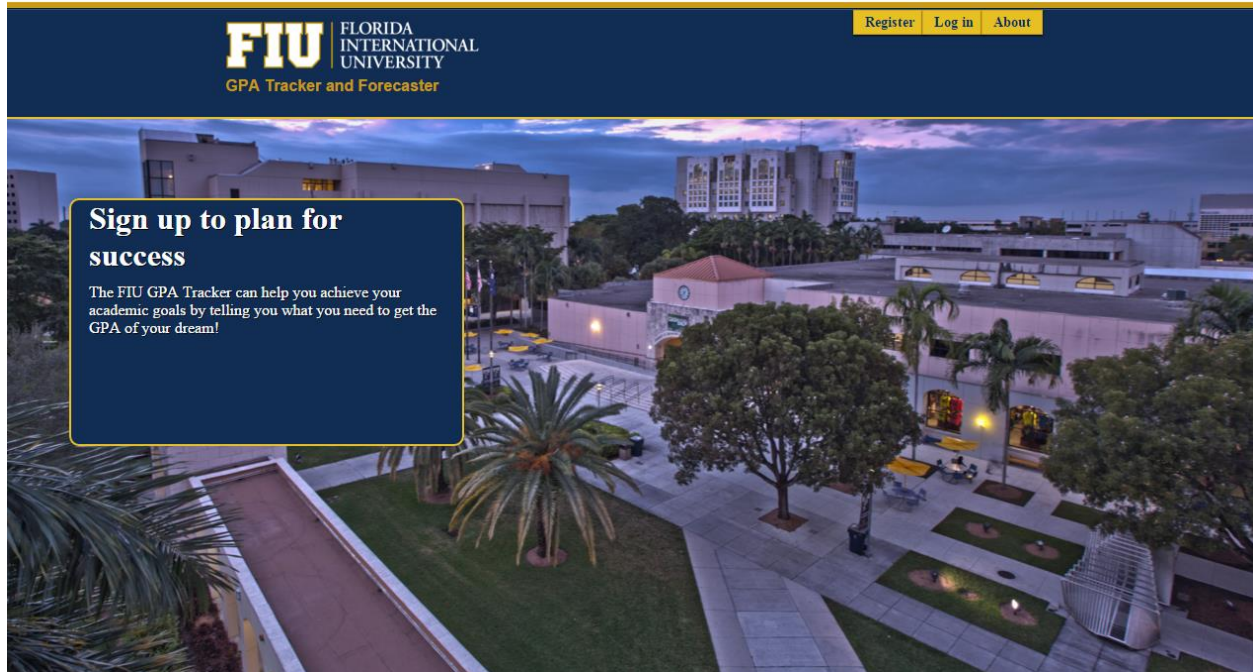 FIU
FLORIDA
INTERNATIONAL
UNIVERSITY
GPA Tracker and Forecaster
Register Log in About
Sign up to plan for
success
The FIU GPA Tracker can help you achieve your
academic goals by telling you what you need to get the
GPA of your dream!